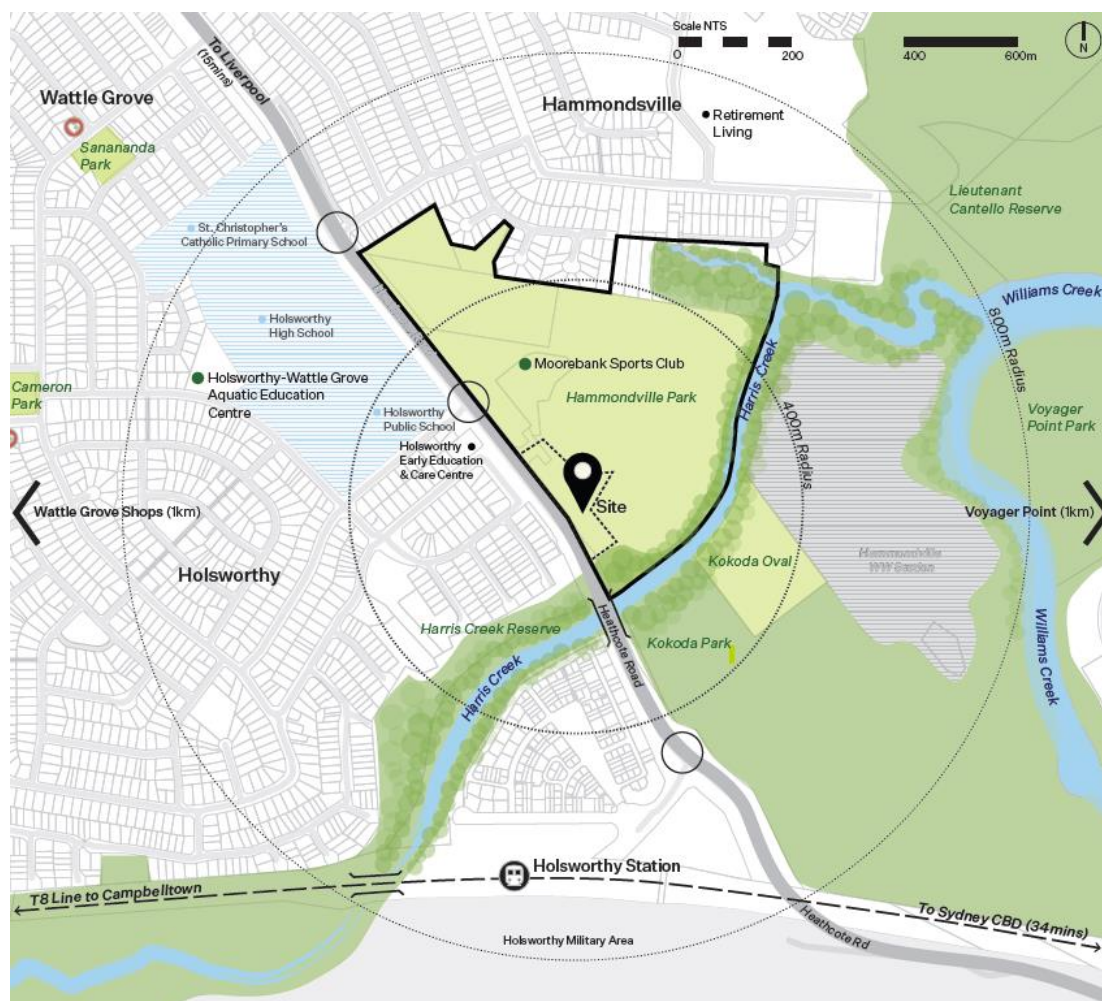 Scale NTS
0
200
400
600m
N
To Liverpool
(15mins)
Wattle Grove
Hammondsville
Retirement
Living
Sanananda
Park
Lieutenant
Cantello Reserve
St. Christopher's
Catholic Primary School
Williams Creek
800m Radius
Holsworthy
High School
Moorebank Sports Club
Harris Creek
Cameron
Park
Holsworthy-Wattle Grove
Aquatic Education
Centre
Hammondville Park
Holsworthy
Public School
400m Radius
Voyager
Point Park
Holsworthy
Early Education
& Care Centre
Site
Wattle Grove Shops (1km)
Voyager Point (1km)
Kokoda Oval
Holsworthy
Harris Creek Reserve
Heathcote Road
Kokoda Park
Harris Creek
Williams
Creek
Holsworthy Station
T8 Line to Campbelltown
To Sydney CBD (34mins)
Heathcote Rd
Holsworthy Military Area